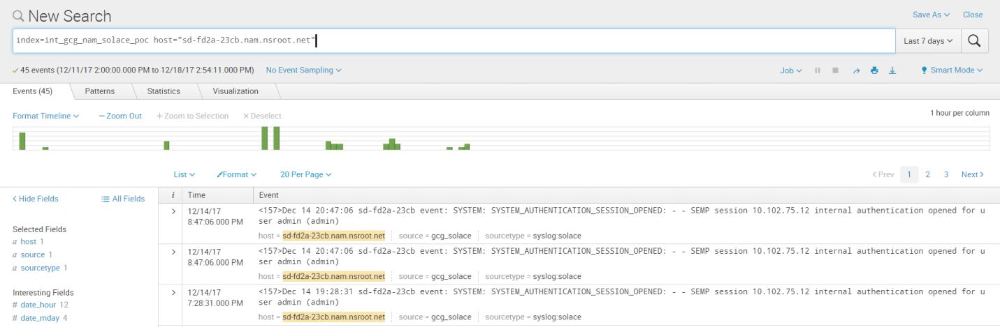 New Search
Save As
Close
index=int_gcg_nam_solace_poc host="sd-fd2a-23cb.nam.nsroot.net"
Last 7 days
45 events (12/11/17 2:00:00.000 PM to 12/18/17 2:54:11.000 PM)
No Event Sampling
Job
Smart Mode
Events (45)
Patterns
Statistics
Visualization
Format Timeline
— Zoom Out
+ Zoom to Selection
× Deselect
1 hour per column
List
Format
20 Per Page
< Prev
1
2
3
Next >
< Hide Fields
All Fields
i
Time
Event
Selected Fields
a host 1
a source 1
a sourcetype 1
Interesting Fields
# date_hour 12
# date_mday 4
12/14/17
8:47:06.000 PM
<157>Dec 14 20:47:06 sd-fd2a-23cb event: SYSTEM: SYSTEM_AUTHENTICATION_SESSION_OPENED: - - SEMP session 10.102.75.12 internal authentication opened for u
ser admin (admin)
host = sd-fd2a-23cb.nam.nsroot.net source = gcg_solace sourcetype = syslog:solace
12/14/17
8:47:06.000 PM
<157>Dec 14 20:47:06 sd-fd2a-23cb event: SYSTEM: SYSTEM_AUTHENTICATION_SESSION_OPENED: - - SEMP session 10.102.75.12 internal authentication opened for u
ser admin (admin)
host = sd-fd2a-23cb.nam.nsroot.net source = gcg_solace sourcetype = syslog:solace
12/14/17
7:28:31.000 PM
<157>Dec 14 19:28:31 sd-fd2a-23cb event: SYSTEM: SYSTEM_AUTHENTICATION_SESSION_OPENED: - - SEMP session 10.102.75.12 internal authentication opened for u
ser admin (admin)
host = sd-fd2a-23cb.nam.nsroot.net source = gcg_solace sourcetype = syslog:solace